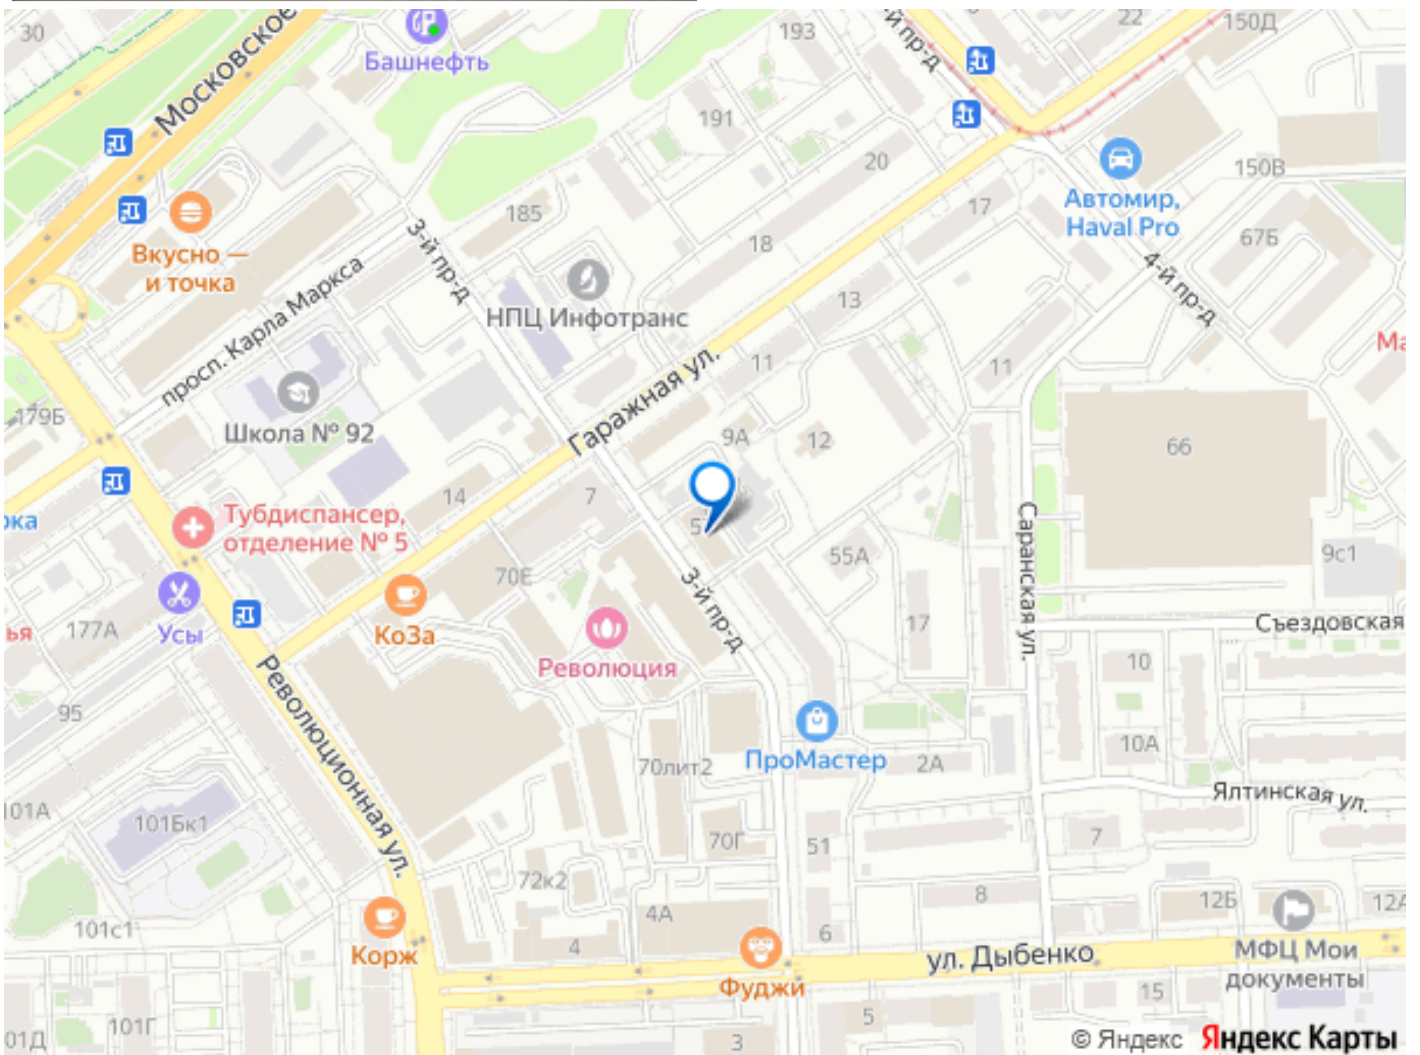 30
Московское
Башнефть
193
й пр-д
22
150Д
191
20
150В
Автомир,
Haval Pro
17
67Б
Вкусно —
и точка
185
3-й пр-д
18
4-й пр-д
просп. Карла Маркса
НПЦ Инфотранс
13
11
11
Ма
179Б
Школа № 92
Гаражная ул.
9А
12
66
14
7
рка
Тубдиспансер,
отделение № 5
5
Саранская ул.
9с1
55А
70Е
3-й пр-д
КоЗа
Усы
ья
177А
17
Съездовская
Революция
10
95
Революционная ул.
10А
70лит2
ПроМастер
2А
Ялтинская ул.
101А
101Бк1
7
70Г
51
72к2
8
12Б
12А
4А
101с1
Корж
4
6
ул. Дыбенко
МФЦ Мои
документы
Фуджи
15
5
01Д
101Г
3
© Яндекс Яндекс Карты